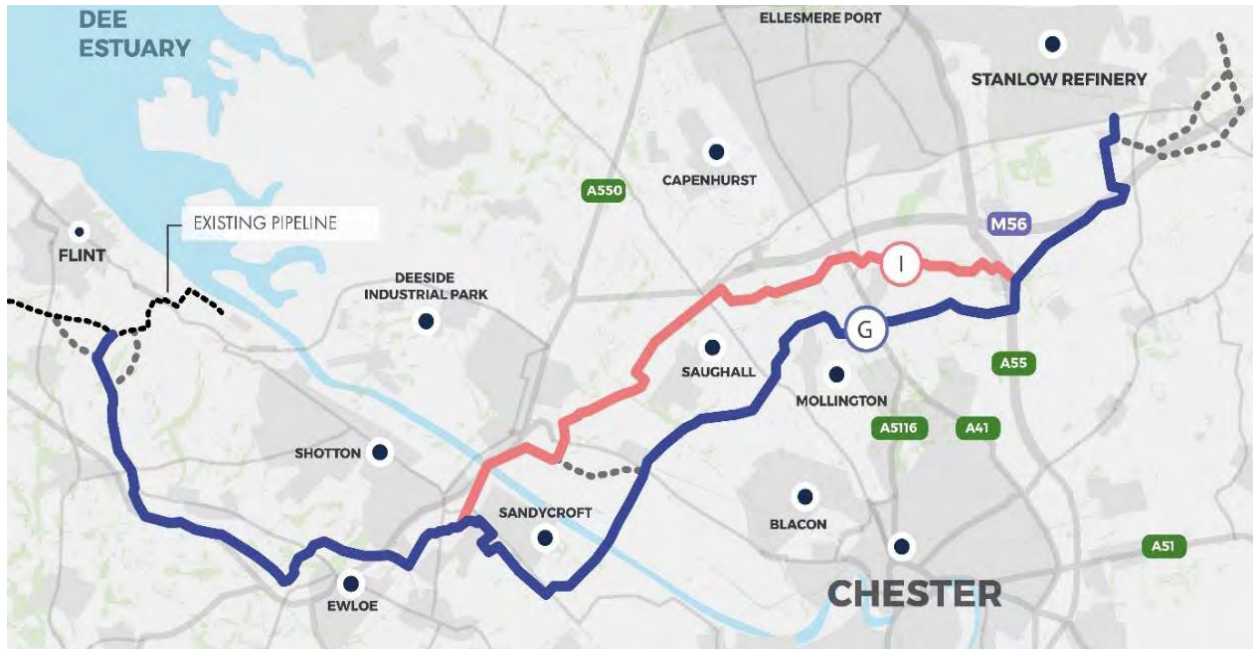 DEE
ESTUARY
ELLESMERE PORT
STANLOW REFINERY
CAPENHURST
A550
EXISTING PIPELINE
M56
FLINT
I
DEESIDE
INDUSTRIAL PARK
G
SAUGHALL
A55
MOLLINGTON
A5116
A41
SHOTTON
SANDYCROFT
BLACON
A51
CHESTER
EWLOE